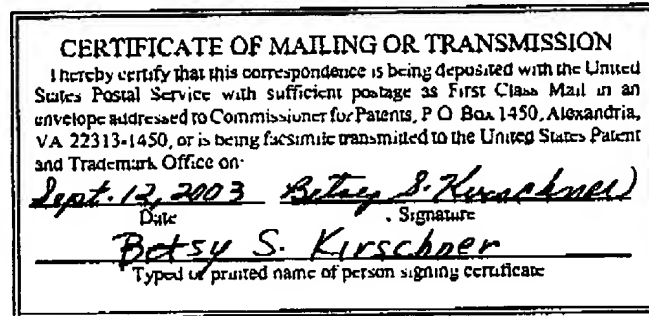 CERTIFICATE OF MAILING OR TRANSMISSION
I hereby certify that this correspondence is being deposited with the United
States Postal Service with sufficient postage as First Class Mail in an
envelope addressed to Commissioner for Patents, P O Box 1450, Alexandria,
VA 22313-1450, or is being facsimile transmitted to the United States Patent
and Trademark Office on:
Sept. 12, 2003 Betsy S. Kirschner
Date Signature
Betsy S. Kirschner
Typed or printed name of person signing certificate